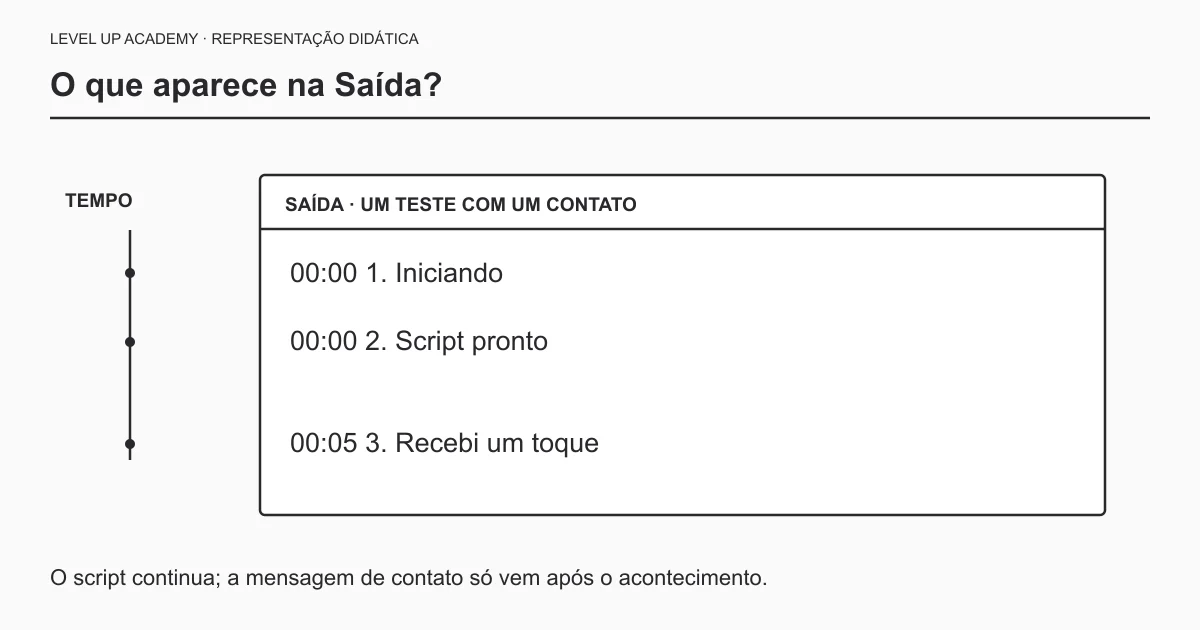 LEVEL UP ACADEMY · REPRESENTAÇÃO DIDÁTICA
O que aparece na Saída?
TEMPO
SAÍDA · UM TESTE COM UM CONTATO
00:00 1. Iniciando
00:00 2. Script pronto
00:05 3. Recebi um toque
O script continua; a mensagem de contato só vem após o acontecimento.